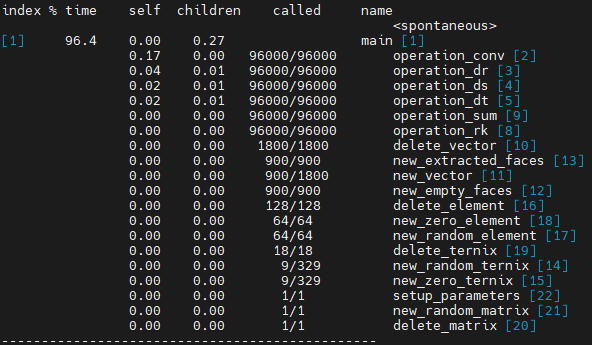 index % time self children called name
<spontaneous>
[1] 96.4 0.00 0.27 main [1]
0.17 0.00 96000/96000 operation_conv [2]
0.04 0.01 96000/96000 operation_dr [3]
0.02 0.01 96000/96000 operation_ds [4]
0.02 0.01 96000/96000 operation_dt [5]
0.00 0.00 96000/96000 operation_sum [9]
0.00 0.00 96000/96000 operation_rk [8]
0.00 0.00 1800/1800 delete_vector [10]
0.00 0.00 900/900 new_extracted_faces [13]
0.00 0.00 900/1800 new_vector [11]
0.00 0.00 900/900 new_empty_faces [12]
0.00 0.00 128/128 delete_element [16]
0.00 0.00 64/64 new_zero_element [18]
0.00 0.00 64/64 new_random_element [17]
0.00 0.00 18/18 delete_ternix [19]
0.00 0.00 9/329 new_random_ternix [14]
0.00 0.00 9/329 new_zero_ternix [15]
0.00 0.00 1/1 setup_parameters [22]
0.00 0.00 1/1 new_random_matrix [21]
0.00 0.00 1/1 delete_matrix [20]
-----------------------------------------------